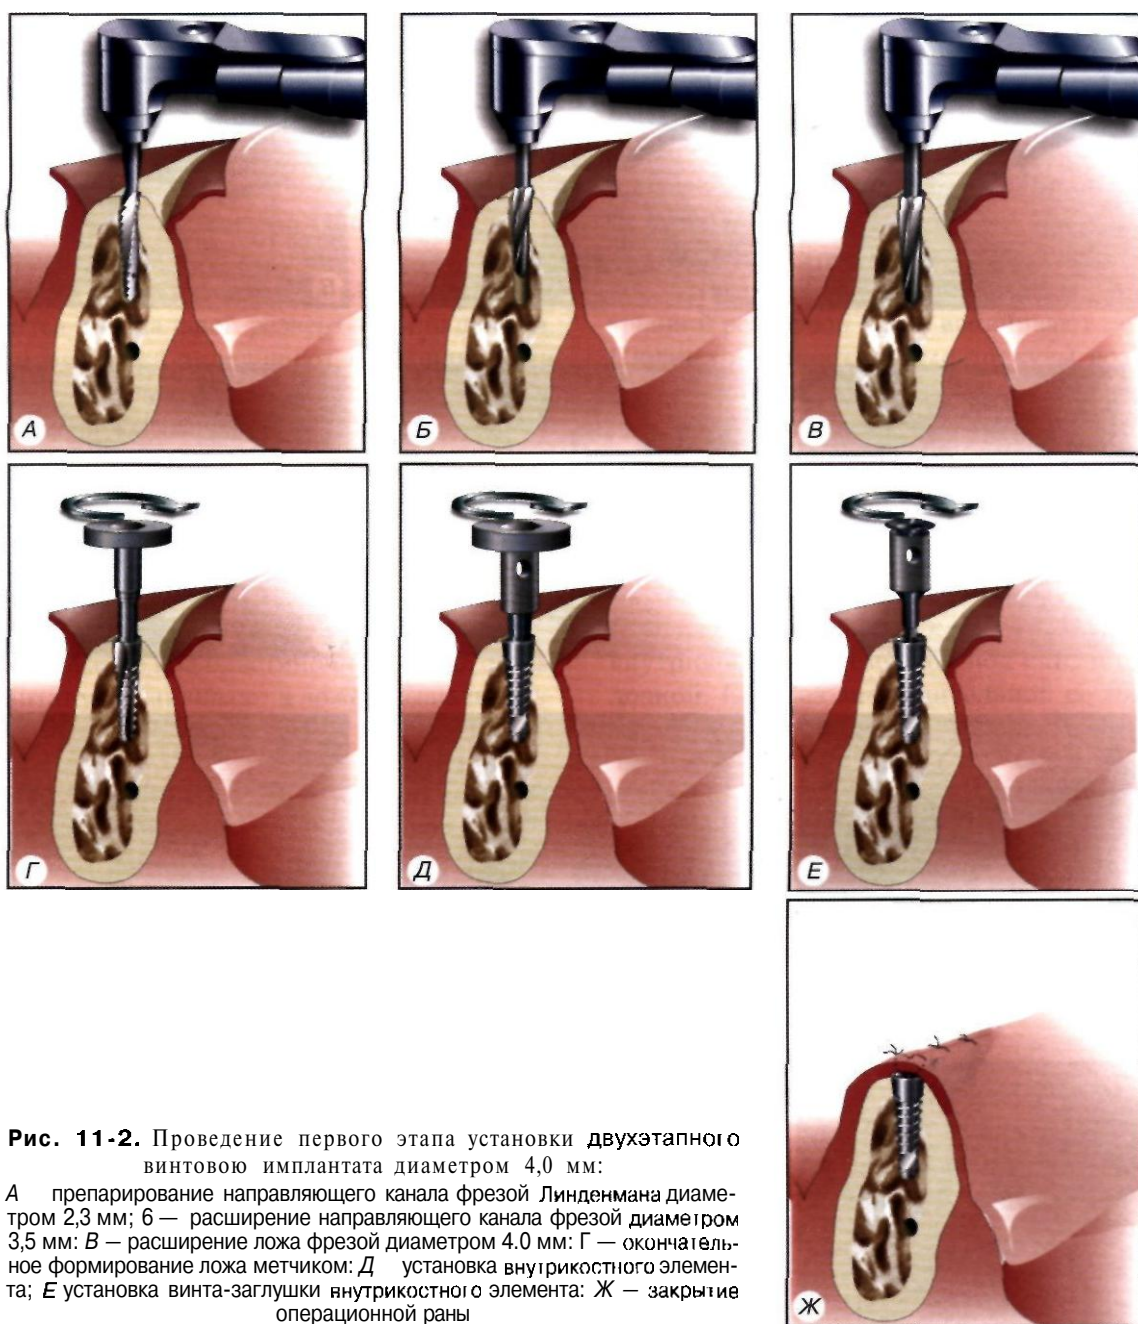 А
Б
В
Г
Д
Е
Ж
Рис. 11-2. Проведение первого этапа установки двухэтапного
винтовою имплантата диаметром 4,0 мм:
А препарирование направляющего канала фрезой Линденмана диаме-
тром 2,3 мм; 6 — расширение направляющего канала фрезой диаметром
3,5 мм: В — расширение ложа фрезой диаметром 4.0 мм: Г — окончатель-
ное формирование ложа метчиком: Д установка внутрикостного элемен-
та; Е установка винта-заглушки внутрикостного элемента: Ж — закрытие
операционной раны